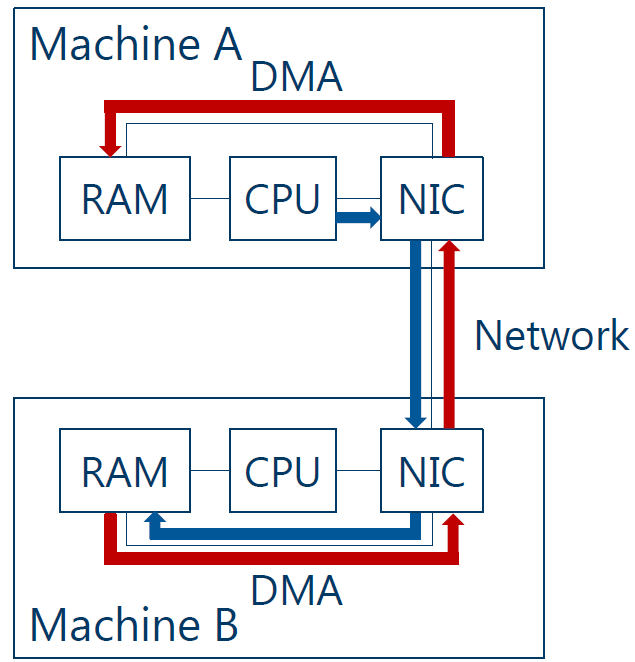 Machine A
DMA
RAM
CPU
NIC
Network
RAM
CPU
NIC
DMA
Machine B